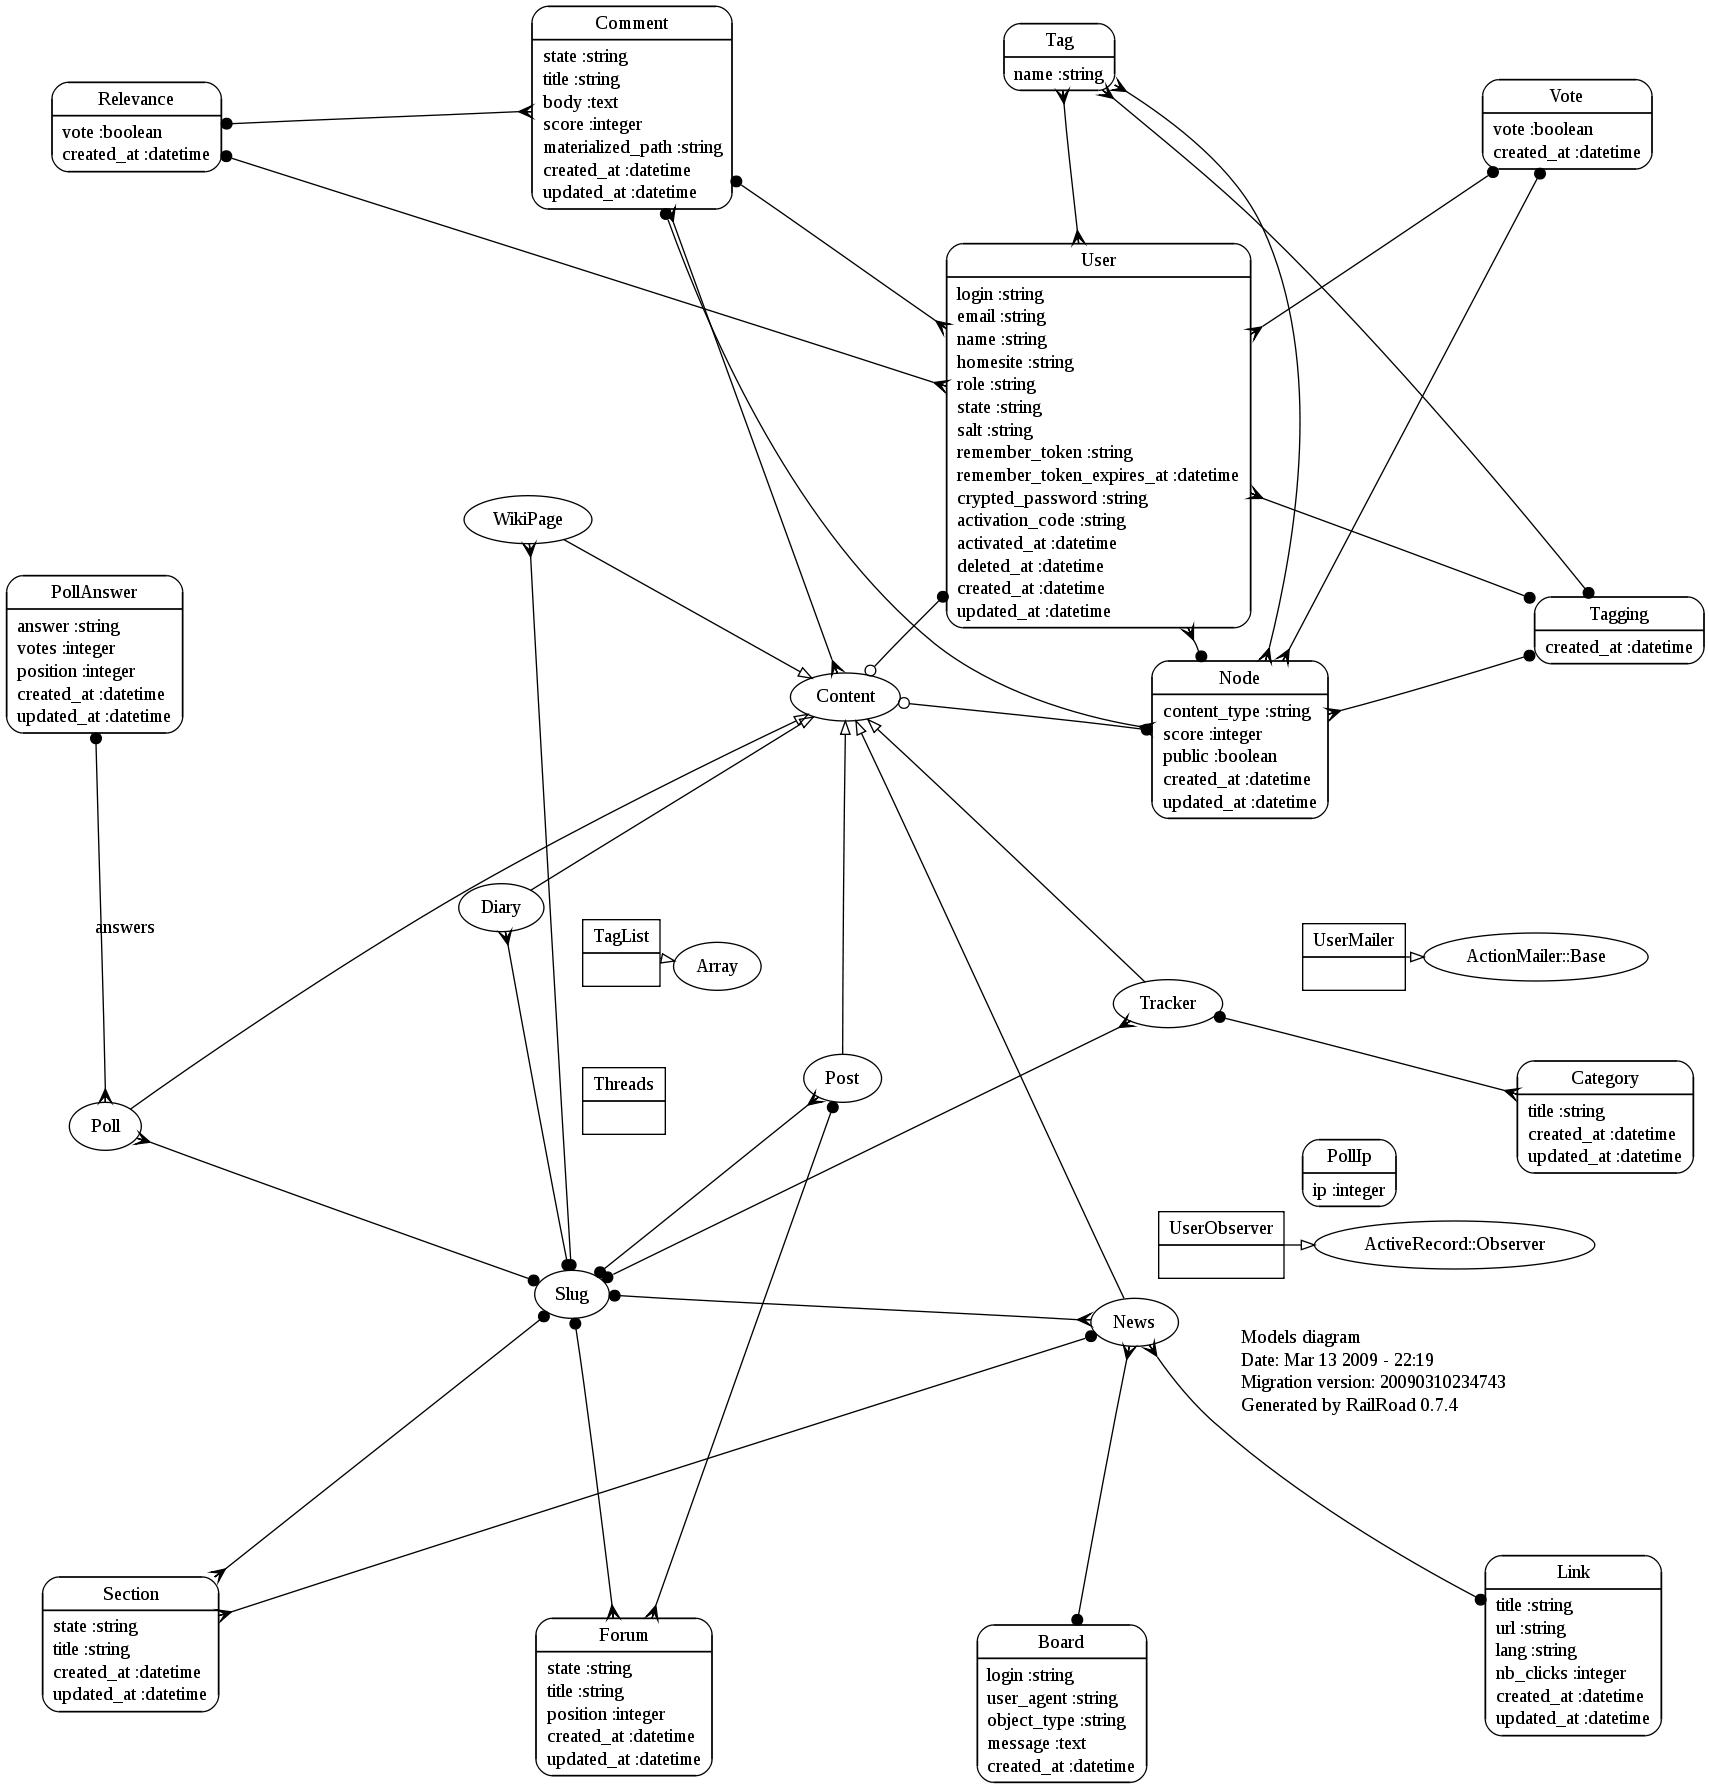 Comment
state :string
title :string
body :text
score :integer
materialized_path :string
created_at :datetime
updated_at :datetime
Tag
name :string
Relevance
vote :boolean
created_at :datetime
Vote
vote :boolean
created_at :datetime
User
login :string
email :string
name :string
homesite :string
role :string
state :string
salt :string
remember_token :string
remember_token_expires_at :datetime
crypted_password :string
activation_code :string
activated_at :datetime
deleted_at :datetime
created_at :datetime
updated_at :datetime
WikiPage
PollAnswer
answer :string
votes :integer
position :integer
created_at :datetime
updated_at :datetime
Tagging
created_at :datetime
Content
Node
content_type :string
score :integer
public :boolean
created_at :datetime
updated_at :datetime
answers
Diary
TagList
Array
UserMailer
ActionMailer::Base
Tracker
Threads
Post
Poll
Category
title :string
created_at :datetime
updated_at :datetime
PollIp
ip :integer
UserObserver
ActiveRecord::Observer
Slug
News
Models diagram
Date: Mar 13 2009 - 22:19
Migration version: 20090310234743
Generated by RailRoad 0.7.4
Section
state :string
title :string
created_at :datetime
updated_at :datetime
Forum
state :string
title :string
position :integer
created_at :datetime
updated_at :datetime
Board
login :string
user_agent :string
object_type :string
message :text
created_at :datetime
Link
title :string
url :string
lang :string
nb_clicks :integer
created_at :datetime
updated_at :datetime